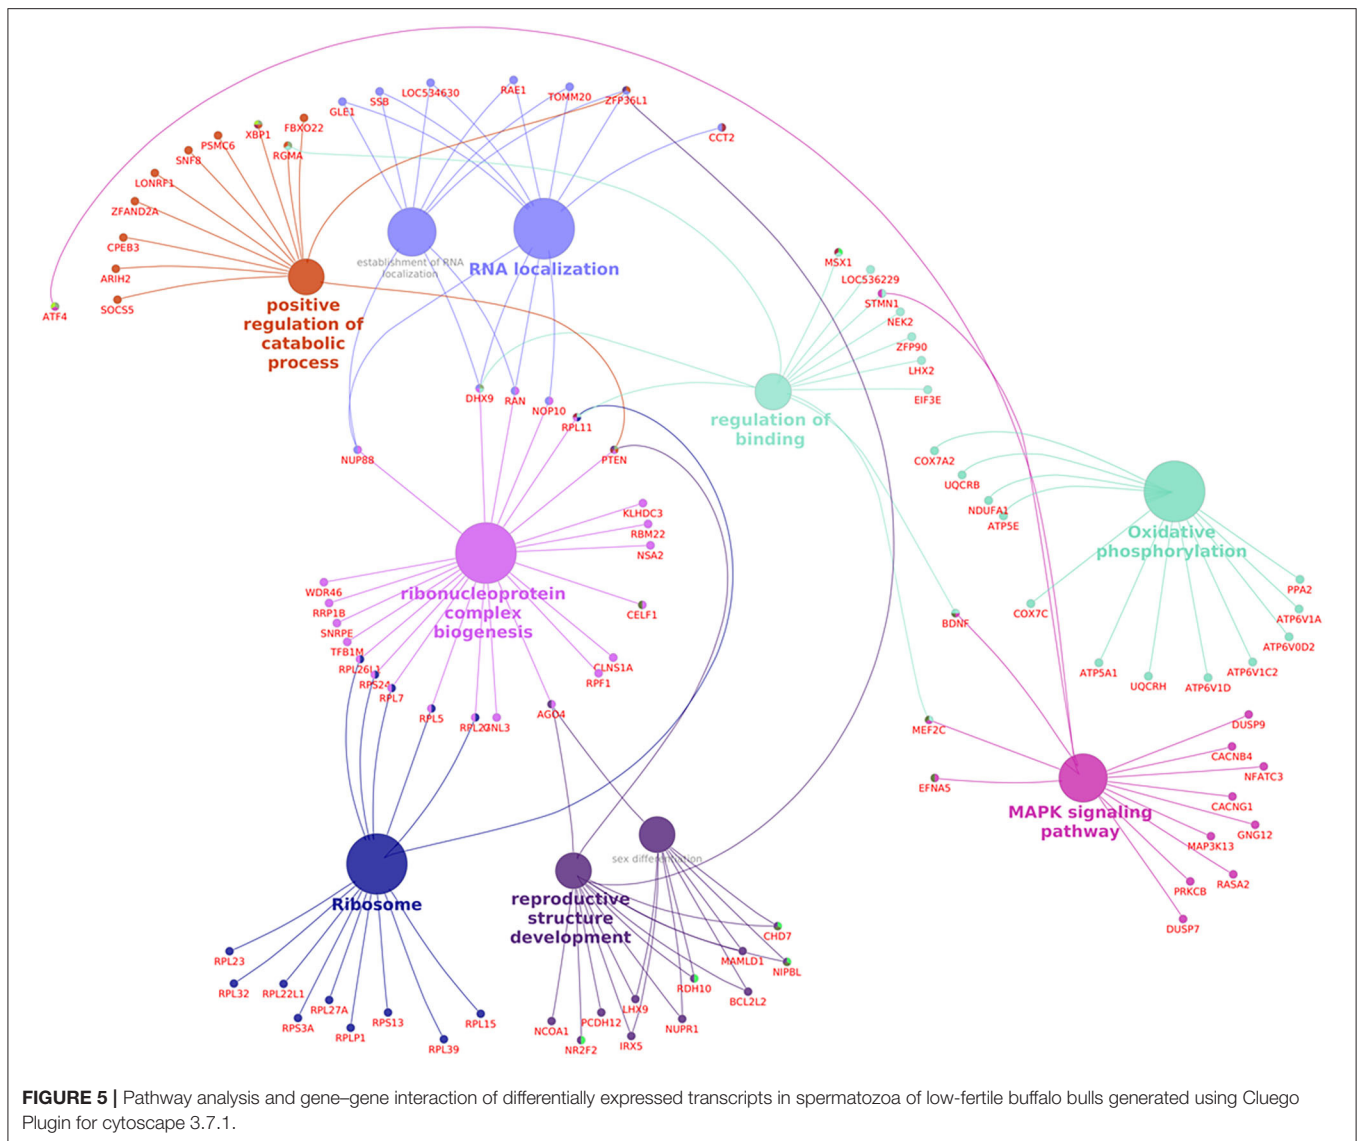 RAE1
LOC534630
TOMM20
SSB
ZFP36L1
GLE1
FBXO22
XBP1
CCT2
PSMC6
RGMA
SNF8
LONRF1
ZFAND2A
CPEB3
ARIH2
SOCS5
ATF4
establishment of RNA
localization
RNA localization
positive
regulation of
catabolic
process
MSX1
LOC536229
STMN1
NEK2
ZFP90
LHX2
EIF3E
regulation of
binding
DHX9
RAN
NOP10
RPL11
NUP88
PTEN
COX7A2
UQCRB
NDUFA1
ATP5E
Oxidative
phosphorylation
KLHDC3
RBM22
NSA2
CELF1
WDR46
RRP1B
SNRPE
TFB1M
RPL26L1
RPS24
RPL7
ribonucleoprotein
complex
biogenesis
CLNS1A
RPF1
RPL5
GNL3
AGO4
PPA2
ATP6V1A
ATP6V0D2
ATP6V1C2
ATP6V1D
UQCRH
ATP5A1
COX7C
BDNF
MEF2C
EFNA5
DUSP9
CACNB4
NFATC3
CACNG1
GNG12
MAP3K13
RASA2
PRKCB
DUSP7
MAPK signaling
pathway
sex differentiation
Ribosome
reproductive
structure
development
RPL23
RPL32
RPL22L1
RPL27A
RPS3A
RPLP1
RPS13
RPL39
RPL15
CHD7
MAMLD1
NIPBL
RDH10
BCL2L2
LHX9
PCDH12
NUPR1
NCOA1
IRX5
NR2F2
FIGURE 5 | Pathway analysis and gene–gene interaction of differentially expressed transcripts in spermatozoa of low-fertile buffalo bulls generated using Cluego
Plugin for cytoscape 3.7.1.